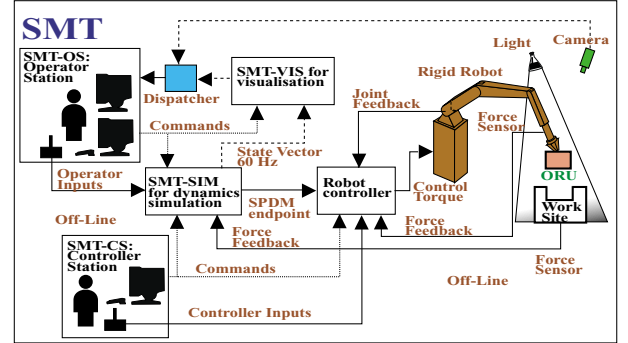 SMT
SMT-OS:
Operator
Station
SMT-VIS for
visualisation
Dispatcher
Commands
State Vector
60 Hz
Operator
Inputs
SMT-SIM
for dynamics
simulation
SPDM
endpoint
Robot
controller
Joint
Feedback
Rigid Robot
Light
Camera
Force
Sensor
ORU
Control
Torque
Work
Site
Force
Feedback
Force
Sensor
Off-Line
Force
Feedback
SMT-CS:
Controller
Station
Commands
Controller Inputs
Off-Line